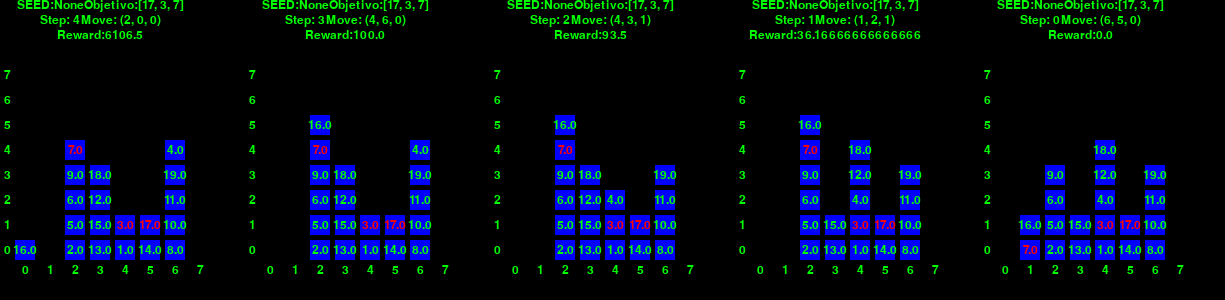 SEED:NoneObjetivo:[17, 3, 7]
Step: 4Move: (2, 0, 0)
Reward:6106.5
7
6
5
4 7.0 4.0
3 9.0 18.0 19.0
2 6.0 12.0 11.0
1 5.0 15.0 3.0 17.0 10.0
0 16.0 2.0 13.0 1.0 14.0 8.0
0 1 2 3 4 5 6 7
SEED:NoneObjetivo:[17, 3, 7]
Step: 3Move: (4, 6, 0)
Reward:100.0
7
6
5 16.0
4 7.0 4.0
3 9.0 18.0 19.0
2 6.0 12.0 11.0
1 5.0 15.0 3.0 17.0 10.0
0 2.0 13.0 1.0 14.0 8.0
0 1 2 3 4 5 6 7
SEED:NoneObjetivo:[17, 3, 7]
Step: 2Move: (4, 3, 1)
Reward:93.5
7
6
5 16.0
4 7.0
3 9.0 18.0 19.0
2 6.0 12.0 4.0 11.0
1 5.0 15.0 3.0 17.0 10.0
0 2.0 13.0 1.0 14.0 8.0
0 1 2 3 4 5 6 7
SEED:NoneObjetivo:[17, 3, 7]
Step: 1Move: (1, 2, 1)
Reward:36.16666666666666
7
6
5 16.0
4 7.0 18.0
3 9.0 12.0 19.0
2 6.0 4.0 11.0
1 5.0 15.0 3.0 17.0 10.0
0 2.0 13.0 1.0 14.0 8.0
0 1 2 3 4 5 6 7
SEED:NoneObjetivo:[17, 3, 7]
Step: 0Move: (6, 5, 0)
Reward:0.0
7
6
5
4 18.0
3 9.0 12.0 19.0
2 6.0 4.0 11.0
1 16.0 5.0 15.0 3.0 17.0 10.0
0 7.0 2.0 13.0 1.0 14.0 8.0
0 1 2 3 4 5 6 7